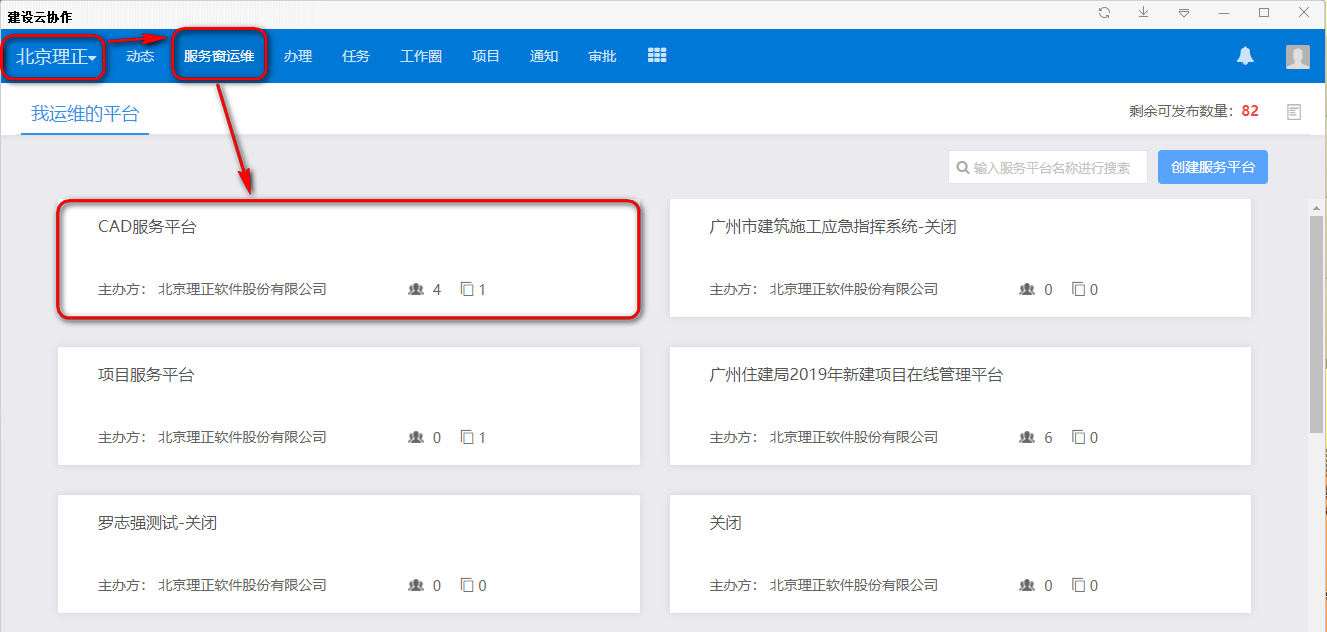 建设云协作
北京理正 动态 服务窗运维 办理 任务 工作圈 项目 通知 审批
我运维的平台 剩余可发布数量：82
输入服务平台名称进行搜索 创建服务平台
CAD服务平台
主办方： 北京理正软件股份有限公司 4 1
广州市建筑施工应急指挥系统-关闭
主办方： 北京理正软件股份有限公司 0 0
项目服务平台
主办方： 北京理正软件股份有限公司 0 1
广州住建局2019年新建项目在线管理平台
主办方： 北京理正软件股份有限公司 6 0
罗志强测试-关闭
主办方： 北京理正软件股份有限公司 0 0
关闭
主办方： 北京理正软件股份有限公司 0 0